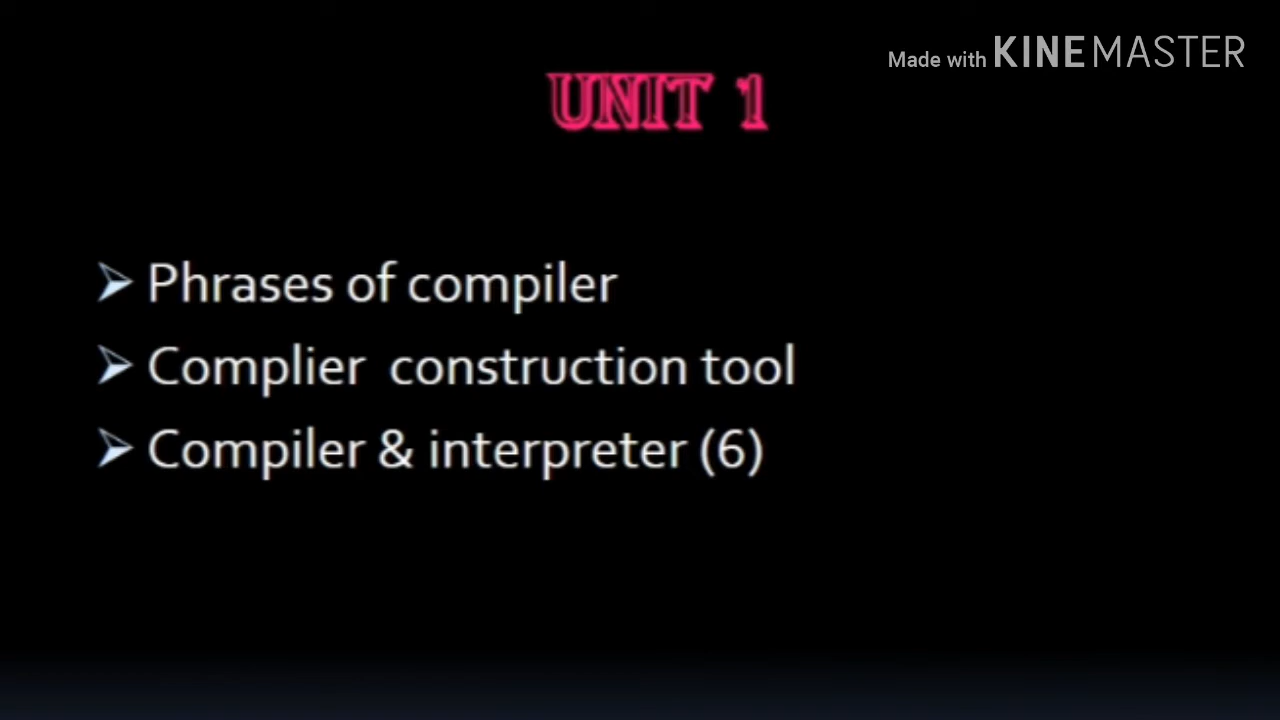 Made with KINEMASTER
UNIT 1
Phrases of compiler
Complier construction tool
Compiler & interpreter (6)